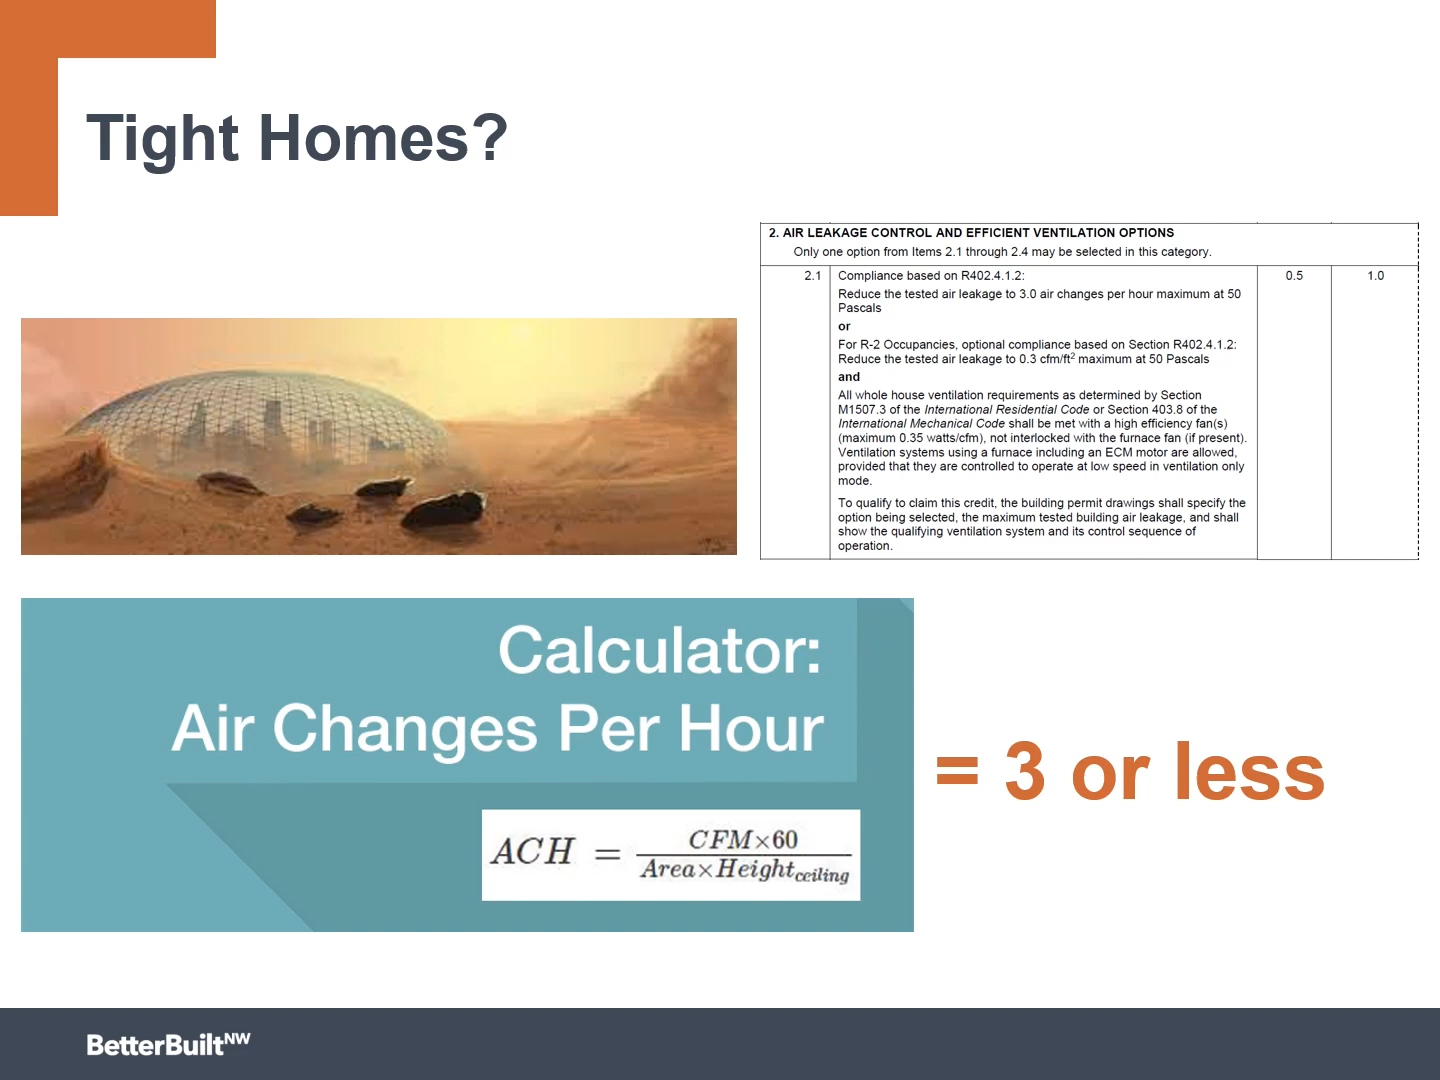 Tight Homes?
2. AIR LEAKAGE CONTROL AND EFFICIENT VENTILATION OPTIONS
Only one option from Items 2.1 through 2.4 may be selected in this category.
2.1 Compliance based on R402.4.1.2: 0.5 1.0
Reduce the tested air leakage to 3.0 air changes per hour maximum at 50
Pascals
or
For R-2 Occupancies, optional compliance based on Section R402.4.1.2:
Reduce the tested air leakage to 0.3 cfm/ft² maximum at 50 Pascals
and
All whole house ventilation requirements as determined by Section
M1507.3 of the International Residential Code or Section 403.8 of the
International Mechanical Code shall be met with a high efficiency fan(s)
(maximum 0.35 watts/cfm), not interlocked with the furnace fan (if present).
Ventilation systems using a furnace including an ECM motor are allowed,
provided that they are controlled to operate at low speed in ventilation only
mode.
To qualify to claim this credit, the building permit drawings shall specify the
option being selected, the maximum tested building air leakage, and shall
show the qualifying ventilation system and its control sequence of
operation.
Calculator:
Air Changes Per Hour
ACH = CFM×60
Area×Height ceiling
= 3 or less
BetterBuilt NW